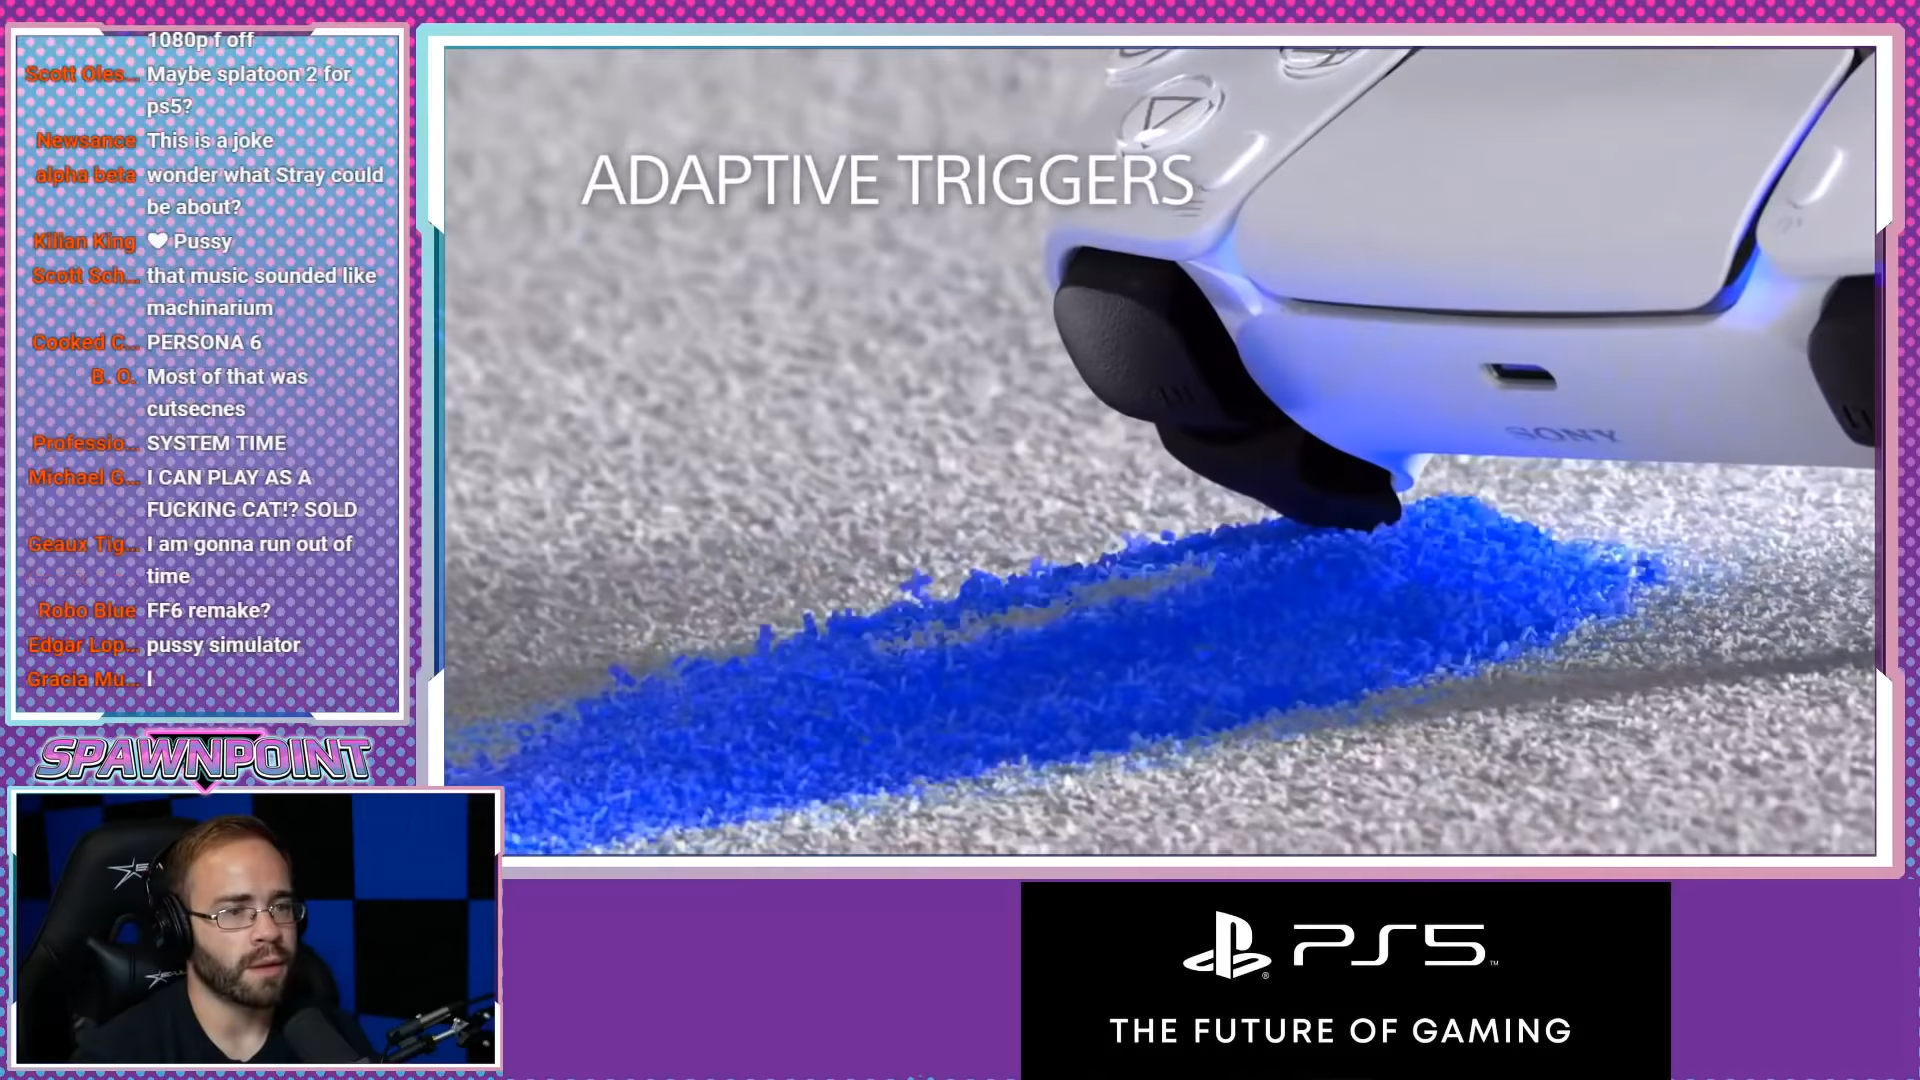 1080p f off
Scott Oles... Maybe splatoon 2 for
ps5?
Newsance This is a joke
alpha beta wonder what Stray could
be about?
Kilian King 🤍 Pussy
Scott Sch... that music sounded like
machinarium
Cooked C... PERSONA 6
B. O. Most of that was
cutsecnes
Professio... SYSTEM TIME
Michael G... I CAN PLAY AS A
FUCKING CAT!? SOLD
Geaux Tig... I am gonna run out of
time
Robo Blue FF6 remake?
Edgar Lop... pussy simulator
Gracia Mu... I
SPAWNPOINT
ADAPTIVE TRIGGERS
SONY
PS5™
THE FUTURE OF GAMING